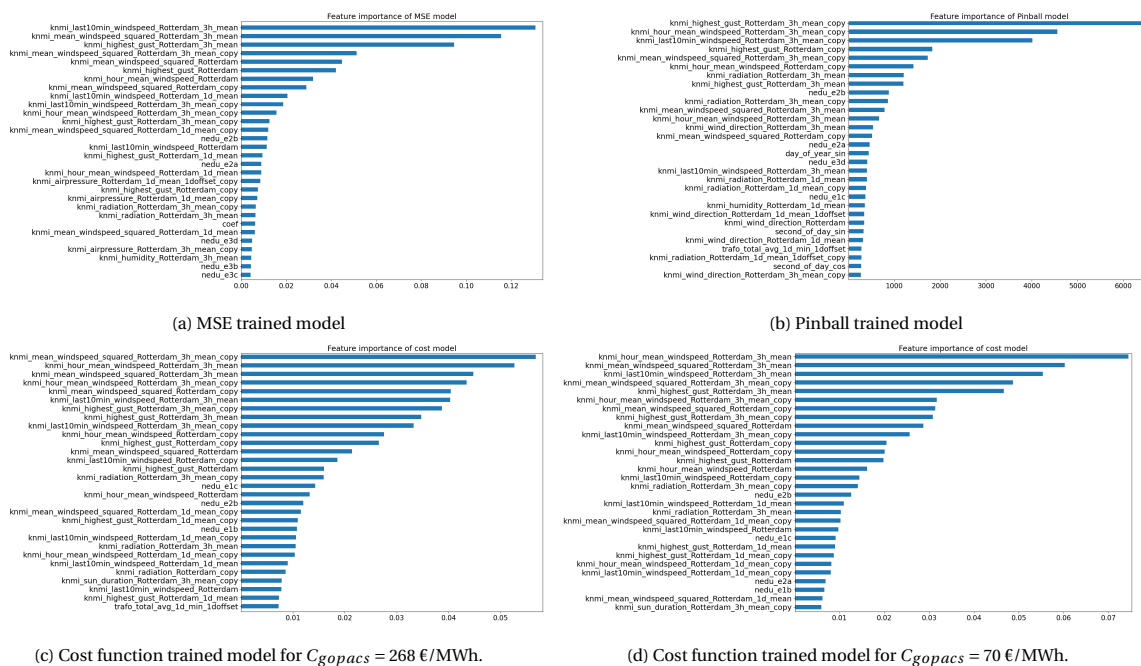 Feature importance of MSE model
knmi_last10min_windspeed_Rotterdam_3h_mean
knmi_mean_windspeed_squared_Rotterdam_3h_mean
knmi_highest_gust_Rotterdam_3h_mean
knmi_mean_windspeed_squared_Rotterdam_3h_mean_copy
knmi_mean_windspeed_squared_Rotterdam
knmi_highest_gust_Rotterdam
knmi_hour_mean_windspeed_Rotterdam
knmi_mean_windspeed_squared_Rotterdam_copy
knmi_last10min_windspeed_Rotterdam_1d_mean
knmi_last10min_windspeed_Rotterdam_3h_mean_copy
knmi_hour_mean_windspeed_Rotterdam_3h_mean_copy
knmi_highest_gust_Rotterdam_3h_mean_copy
knmi_mean_windspeed_squared_Rotterdam_1d_mean_copy
nedu_e2b
knmi_last10min_windspeed_Rotterdam
knmi_highest_gust_Rotterdam_1d_mean
nedu_e2a
knmi_hour_mean_windspeed_Rotterdam_1d_mean
knmi_airpressure_Rotterdam_1d_mean_1doffset_copy
knmi_highest_gust_Rotterdam_copy
knmi_airpressure_Rotterdam_1d_mean_copy
knmi_radiation_Rotterdam_3h_mean_copy
knmi_radiation_Rotterdam_3h_mean
coef
knmi_mean_windspeed_squared_Rotterdam_1d_mean
nedu_e3d
knmi_airpressure_Rotterdam_3h_mean_copy
knmi_humidity_Rotterdam_3h_mean
nedu_e3b
nedu_e3c
0.00 0.02 0.04 0.06 0.08 0.10 0.12
(a) MSE trained model
Feature importance of Pinball model
knmi_highest_gust_Rotterdam_3h_mean_copy
knmi_hour_mean_windspeed_Rotterdam_3h_mean_copy
knmi_last10min_windspeed_Rotterdam_3h_mean_copy
knmi_highest_gust_Rotterdam_copy
knmi_mean_windspeed_squared_Rotterdam_3h_mean_copy
knmi_hour_mean_windspeed_Rotterdam_copy
knmi_radiation_Rotterdam_3h_mean
knmi_highest_gust_Rotterdam_3h_mean
nedu_e2b
knmi_radiation_Rotterdam_3h_mean_copy
knmi_mean_windspeed_squared_Rotterdam_3h_mean
knmi_hour_mean_windspeed_Rotterdam_3h_mean
knmi_wind_direction_Rotterdam_3h_mean
knmi_mean_windspeed_squared_Rotterdam_copy
nedu_e2a
day_of_year_sin
nedu_e3d
knmi_last10min_windspeed_Rotterdam_3h_mean
knmi_radiation_Rotterdam_1d_mean
knmi_radiation_Rotterdam_1d_mean_copy
nedu_e1c
knmi_humidity_Rotterdam_1d_mean
knmi_wind_direction_Rotterdam_1d_mean_1doffset
knmi_wind_direction_Rotterdam
second_of_day_sin
knmi_wind_direction_Rotterdam_1d_mean
trafo_total_avg_1d_min_1doffset
knmi_radiation_Rotterdam_1d_mean_1doffset_copy
second_of_day_cos
knmi_wind_direction_Rotterdam_3h_mean_copy
1000 2000 3000 4000 5000 6000
(b) Pinball trained model
Feature importance of cost model
knmi_mean_windspeed_squared_Rotterdam_3h_mean_copy
knmi_hour_mean_windspeed_Rotterdam_3h_mean
knmi_mean_windspeed_squared_Rotterdam_3h_mean
knmi_hour_mean_windspeed_Rotterdam_3h_mean_copy
knmi_mean_windspeed_squared_Rotterdam_copy
knmi_last10min_windspeed_Rotterdam_3h_mean
knmi_highest_gust_Rotterdam_3h_mean_copy
knmi_highest_gust_Rotterdam_3h_mean
knmi_last10min_windspeed_Rotterdam_3h_mean_copy
knmi_hour_mean_windspeed_Rotterdam_copy
knmi_highest_gust_Rotterdam_copy
knmi_mean_windspeed_squared_Rotterdam
knmi_last10min_windspeed_Rotterdam_copy
knmi_highest_gust_Rotterdam
knmi_radiation_Rotterdam_3h_mean_copy
nedu_e1c
knmi_hour_mean_windspeed_Rotterdam
nedu_e2b
knmi_mean_windspeed_squared_Rotterdam_1d_mean_copy
knmi_highest_gust_Rotterdam_1d_mean_copy
nedu_e1b
knmi_last10min_windspeed_Rotterdam_1d_mean_copy
knmi_radiation_Rotterdam_3h_mean
knmi_hour_mean_windspeed_Rotterdam_1d_mean_copy
knmi_last10min_windspeed_Rotterdam_1d_mean
knmi_radiation_Rotterdam_copy
knmi_sun_duration_Rotterdam_3h_mean_copy
knmi_last10min_windspeed_Rotterdam
knmi_highest_gust_Rotterdam_1d_mean
trafo_total_avg_1d_min_1doffset
0.01 0.02 0.03 0.04 0.05
(c) Cost function trained model for Cgopacs = 268 €/MWh.
Feature importance of cost model
knmi_hour_mean_windspeed_Rotterdam_3h_mean
knmi_mean_windspeed_squared_Rotterdam_3h_mean
knmi_last10min_windspeed_Rotterdam_3h_mean
knmi_mean_windspeed_squared_Rotterdam_3h_mean_copy
knmi_highest_gust_Rotterdam_3h_mean
knmi_hour_mean_windspeed_Rotterdam_3h_mean_copy
knmi_mean_windspeed_squared_Rotterdam_copy
knmi_highest_gust_Rotterdam_3h_mean_copy
knmi_mean_windspeed_squared_Rotterdam
knmi_last10min_windspeed_Rotterdam_3h_mean_copy
knmi_highest_gust_Rotterdam_copy
knmi_hour_mean_windspeed_Rotterdam_copy
knmi_highest_gust_Rotterdam
knmi_hour_mean_windspeed_Rotterdam
knmi_last10min_windspeed_Rotterdam_copy
knmi_radiation_Rotterdam_3h_mean_copy
nedu_e2b
knmi_last10min_windspeed_Rotterdam_1d_mean
knmi_radiation_Rotterdam_3h_mean
knmi_mean_windspeed_squared_Rotterdam_1d_mean_copy
knmi_last10min_windspeed_Rotterdam
nedu_e1c
knmi_highest_gust_Rotterdam_1d_mean
knmi_highest_gust_Rotterdam_1d_mean_copy
knmi_hour_mean_windspeed_Rotterdam_1d_mean_copy
knmi_last10min_windspeed_Rotterdam_1d_mean_copy
nedu_e2a
nedu_e1b
knmi_mean_windspeed_squared_Rotterdam_1d_mean
knmi_sun_duration_Rotterdam_3h_mean_copy
0.01 0.02 0.03 0.04 0.05 0.06 0.07
(d) Cost function trained model for Cgopacs = 70 €/MWh.